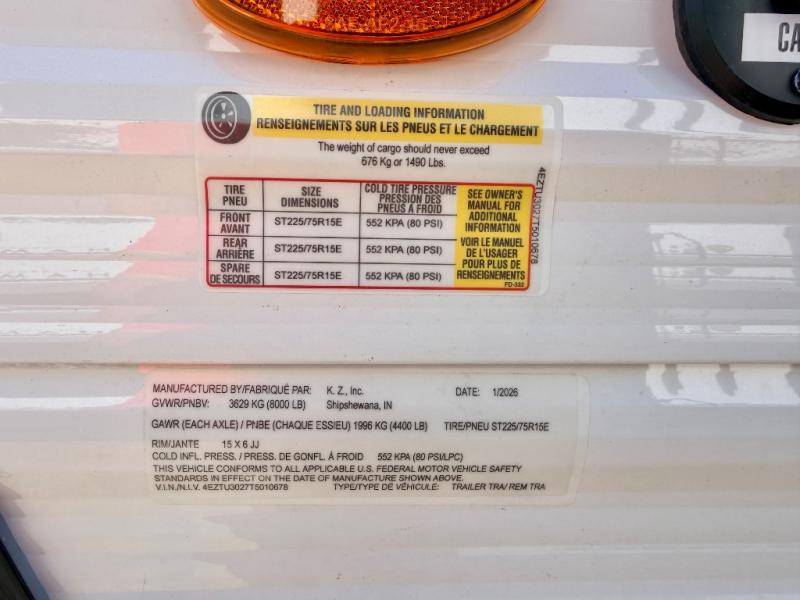 CA
TIRE AND LOADING INFORMATION
RENSEIGNEMENTS SUR LES PNEUS ET LE CHARGEMENT
The weight of cargo should never exceed
676 Kg or 1490 Lbs.
TIRE
PNEU
SIZE
DIMENSIONS
COLD TIRE PRESSURE
PRESSION DES
PNEUS À FROID
SEE OWNER'S
MANUAL FOR
ADDITIONAL
INFORMATION
VOIR LE MANUEL
DE L'USAGER
POUR PLUS DE
RENSEIGNEMENTS
FRONT
AVANT
ST225/75R15E
552 KPA (80 PSI)
REAR
ARRIÈRE
ST225/75R15E
552 KPA (80 PSI)
SPARE
DE SECOURS
ST225/75R15E
552 KPA (80 PSI)
FD-332
4EZTU3027T5010678
MANUFACTURED BY/FABRIQUÉ PAR: K. Z., Inc. DATE: 1/2026
GVWR/PNBV: 3629 KG (8000 LB) Shipshewana, IN
GAWR (EACH AXLE) / PNBE (CHAQUE ESSIEU) 1996 KG (4400 LB) TIRE/PNEU ST225/75R15E
RIM/JANTE 15 X 6 JJ
COLD INFL. PRESS. / PRESS. DE GONFL. À FROID 552 KPA (80 PSI/LPC)
THIS VEHICLE CONFORMS TO ALL APPLICABLE U.S. FEDERAL MOTOR VEHICLE SAFETY
STANDARDS IN EFFECT ON THE DATE OF MANUFACTURE SHOWN ABOVE.
V.I.N./N.I.V. 4EZTU3027T5010678 TYPE/TYPE DE VÉHICULE: TRAILER TRA/ REM TRA